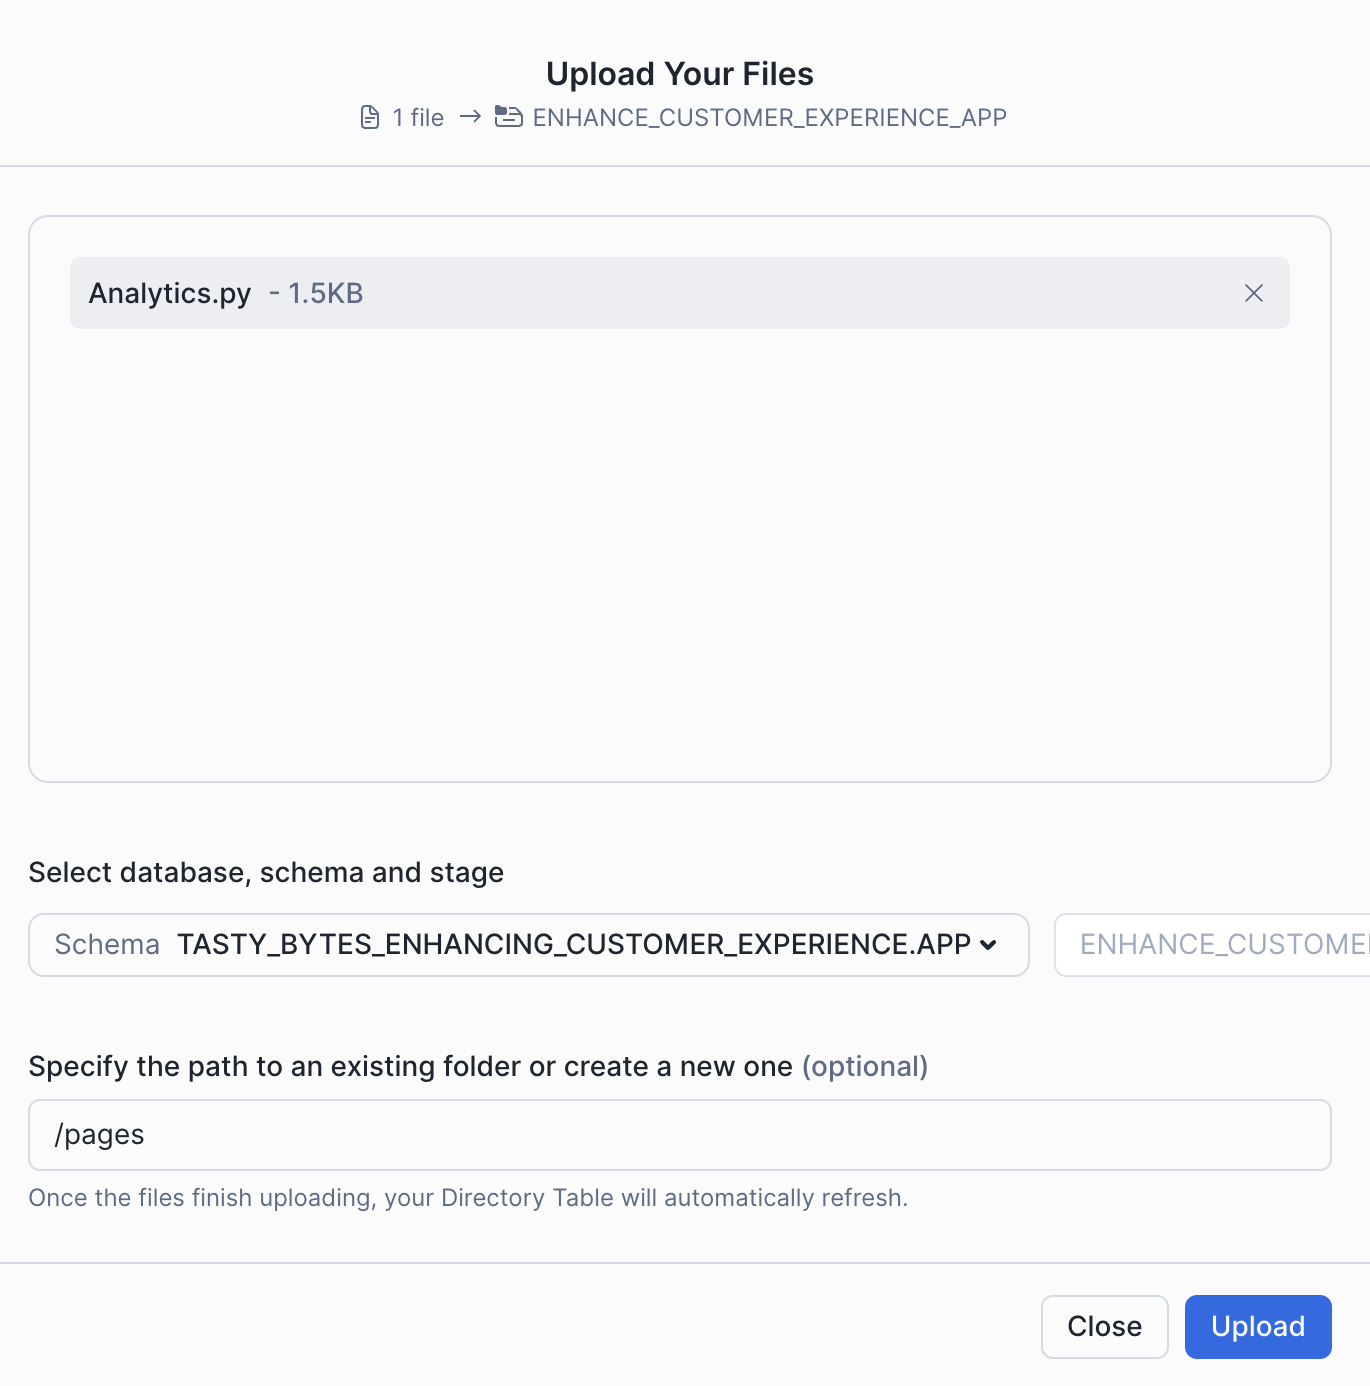 Upload Your Files
1 file → ENHANCE_CUSTOMER_EXPERIENCE_APP
Analytics.py - 1.5KB
Select database, schema and stage
Schema TASTY_BYTES_ENHANCING_CUSTOMER_EXPERIENCE.APP ENHANCE_CUSTOME
Specify the path to an existing folder or create a new one (optional)
/pages
Once the files finish uploading, your Directory Table will automatically refresh.
Close Upload